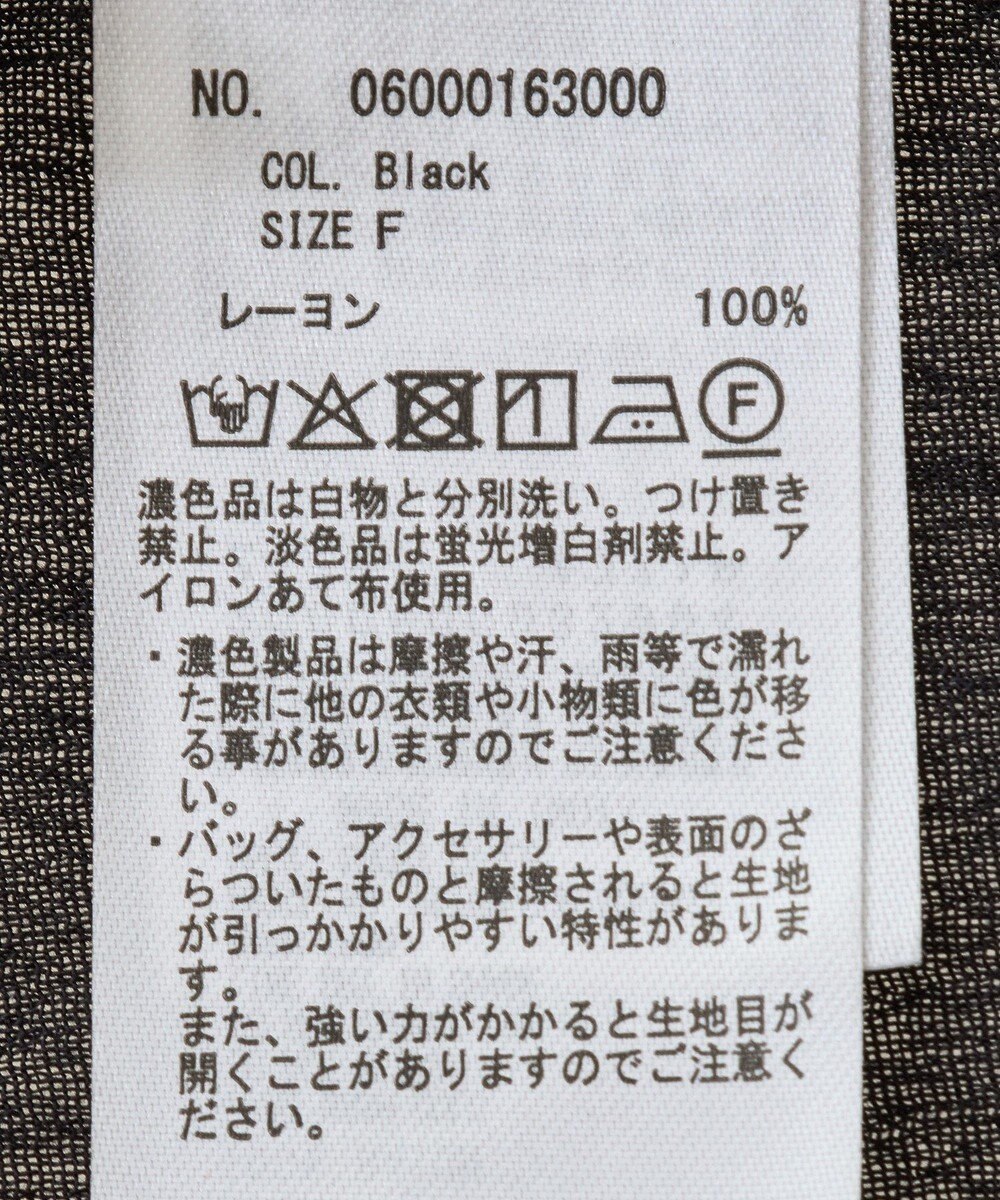 NO. 06000163000
COL. Black
SIZE F
レーヨン 100%
F
濃色品は白物と分別洗い。つけ置き
禁止。淡色品は蛍光増白剤禁止。ア
イロンあて布使用。
・濃色製品は摩擦や汗、雨等で濡れ
た際に他の衣類や小物類に色が移
る事がありますのでご注意くださ
い。
・バッグ、アクセサリーや表面のざ
らついたものと摩擦されると生地
が引っかかりやすい特性がありま
す。
また、強い力がかかると生地目が
開くことがありますのでご注意く
ださい。